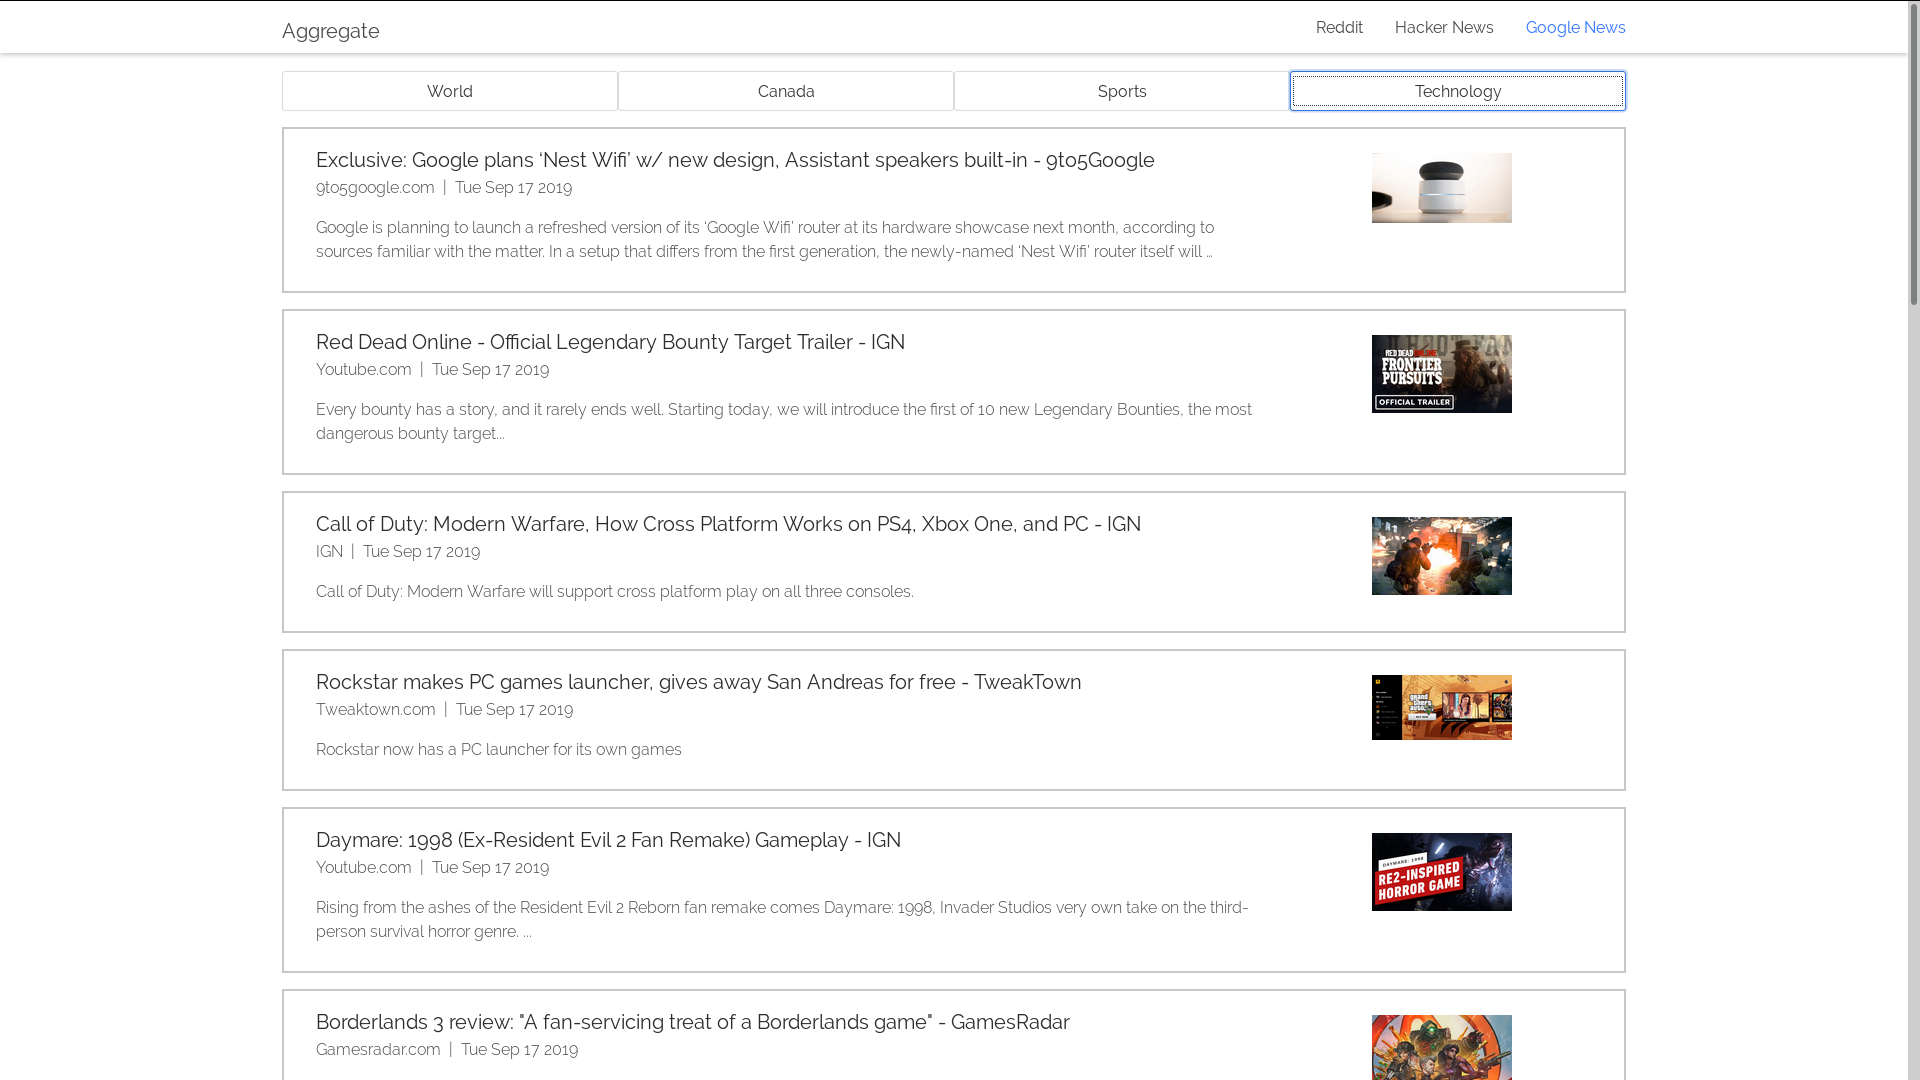 Aggregate
Reddit
Hacker News
Google News
World
Canada
Sports
Technology
Exclusive: Google plans ‘Nest Wifi’ w/ new design, Assistant speakers built-in - 9to5Google
9to5google.com | Tue Sep 17 2019
Google is planning to launch a refreshed version of its ‘Google Wifi’ router at its hardware showcase next month, according to
sources familiar with the matter. In a setup that differs from the first generation, the newly-named ‘Nest Wifi’ router itself will …
Red Dead Online - Official Legendary Bounty Target Trailer - IGN
Youtube.com | Tue Sep 17 2019
Every bounty has a story, and it rarely ends well. Starting today, we will introduce the first of 10 new Legendary Bounties, the most
dangerous bounty target...
RED DEAD
FRONTIER
PURSUITS
OFFICIAL TRAILER
Call of Duty: Modern Warfare, How Cross Platform Works on PS4, Xbox One, and PC - IGN
IGN | Tue Sep 17 2019
Call of Duty: Modern Warfare will support cross platform play on all three consoles.
Rockstar makes PC games launcher, gives away San Andreas for free - TweakTown
Tweaktown.com | Tue Sep 17 2019
Rockstar now has a PC launcher for its own games
grand
theft
auto
Daymare: 1998 (Ex-Resident Evil 2 Fan Remake) Gameplay - IGN
Youtube.com | Tue Sep 17 2019
Rising from the ashes of the Resident Evil 2 Reborn fan remake comes Daymare: 1998, Invader Studios very own take on the third-
person survival horror genre. ...
DAYMARE: 1998
RE2-INSPIRED
HORROR GAME
Borderlands 3 review: "A fan-servicing treat of a Borderlands game" - GamesRadar
Gamesradar.com | Tue Sep 17 2019